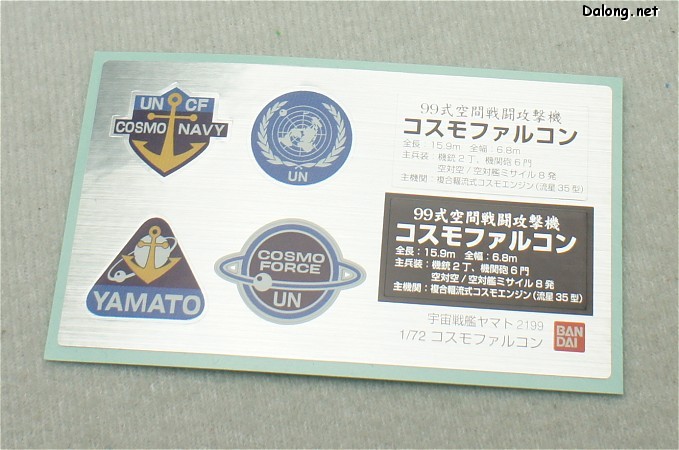 Dalong.net
UN CF
COSMO NAVY
UN
99式空間戦闘攻撃機
コスモファルコン
全長：15.9m 全幅：6.8m
主兵装：機銃2丁、機関砲6門
空対空/空対艦ミサイル8発
主機関：複合輻流式コスモエンジン（流星35型）
YAMATO
COSMO
FORCE
UN
99式空間戦闘攻撃機
コスモファルコン
全長：15.9m 全幅：6.8m
主兵装：機銃2丁、機関砲6門
空対空/空対艦ミサイル8発
主機関：複合輻流式コスモエンジン（流星35型）
宇宙戦艦ヤマト2199
1/72 コスモファルコン
BAN
DAI